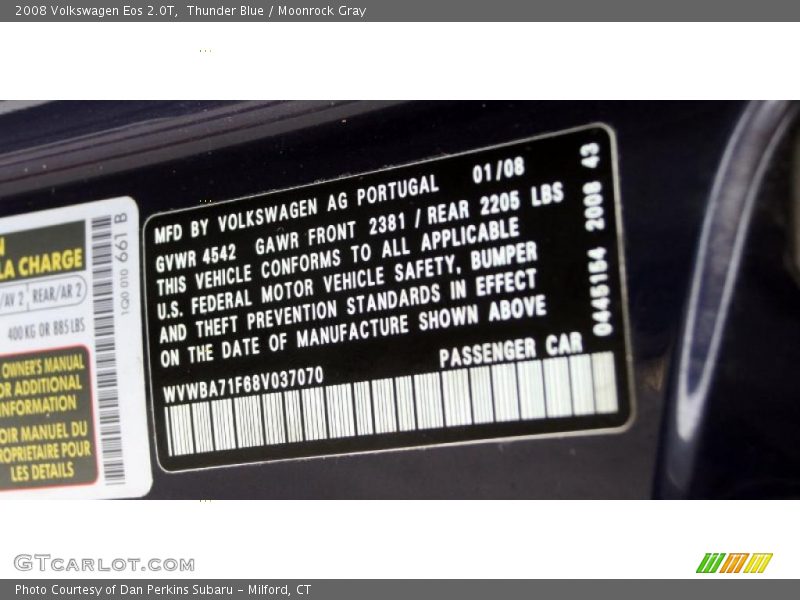 2008 Volkswagen Eos 2.0T, Thunder Blue / Moonrock Gray
LA CHARGE
/AV 2 REAR/AR 2
400 KG OR 885 LBS
OWNER'S MANUAL
OR ADDITIONAL
INFORMATION
OIR MANUEL DU
ROPRIETAIRE POUR
LES DETAILS
1Q0 010 661 B
MFD BY VOLKSWAGEN AG PORTUGAL 01/08
GVWR 4542 GAWR FRONT 2381 / REAR 2205 LBS
THIS VEHICLE CONFORMS TO ALL APPLICABLE
U.S. FEDERAL MOTOR VEHICLE SAFETY, BUMPER
AND THEFT PREVENTION STANDARDS IN EFFECT
ON THE DATE OF MANUFACTURE SHOWN ABOVE
WVWBA71F68V037070 PASSENGER CAR
0445154 2008 43
GTCARLOT.COM
Photo Courtesy of Dan Perkins Subaru - Milford, CT